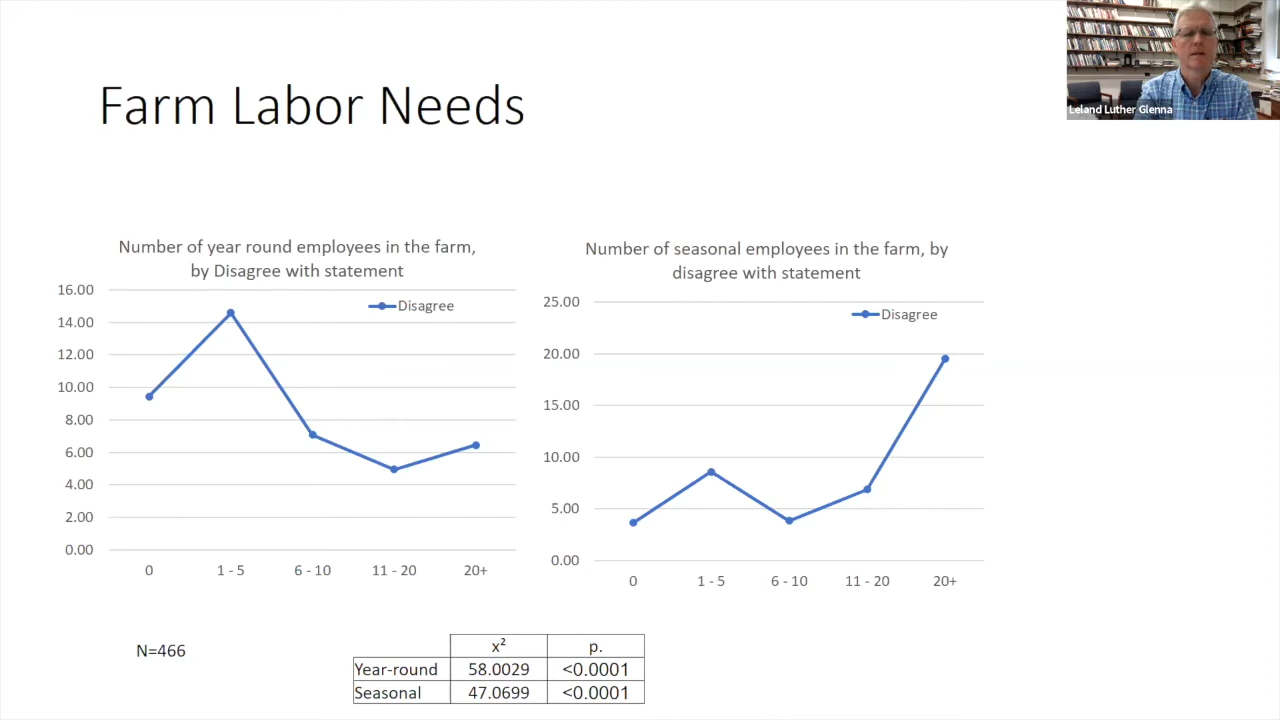 Leland Luther Glenna
Farm Labor Needs
Number of year round employees in the farm,
by Disagree with statement
Disagree
16.00
14.00
12.00
10.00
8.00
6.00
4.00
2.00
0.00
0 1 - 5 6 - 10 11 - 20 20+
Number of seasonal employees in the farm, by
disagree with statement
Disagree
25.00
20.00
15.00
10.00
5.00
0.00
0 1 - 5 6 - 10 11 - 20 20+
N=466
x² p.
Year-round 58.0029 <0.0001
Seasonal 47.0699 <0.0001